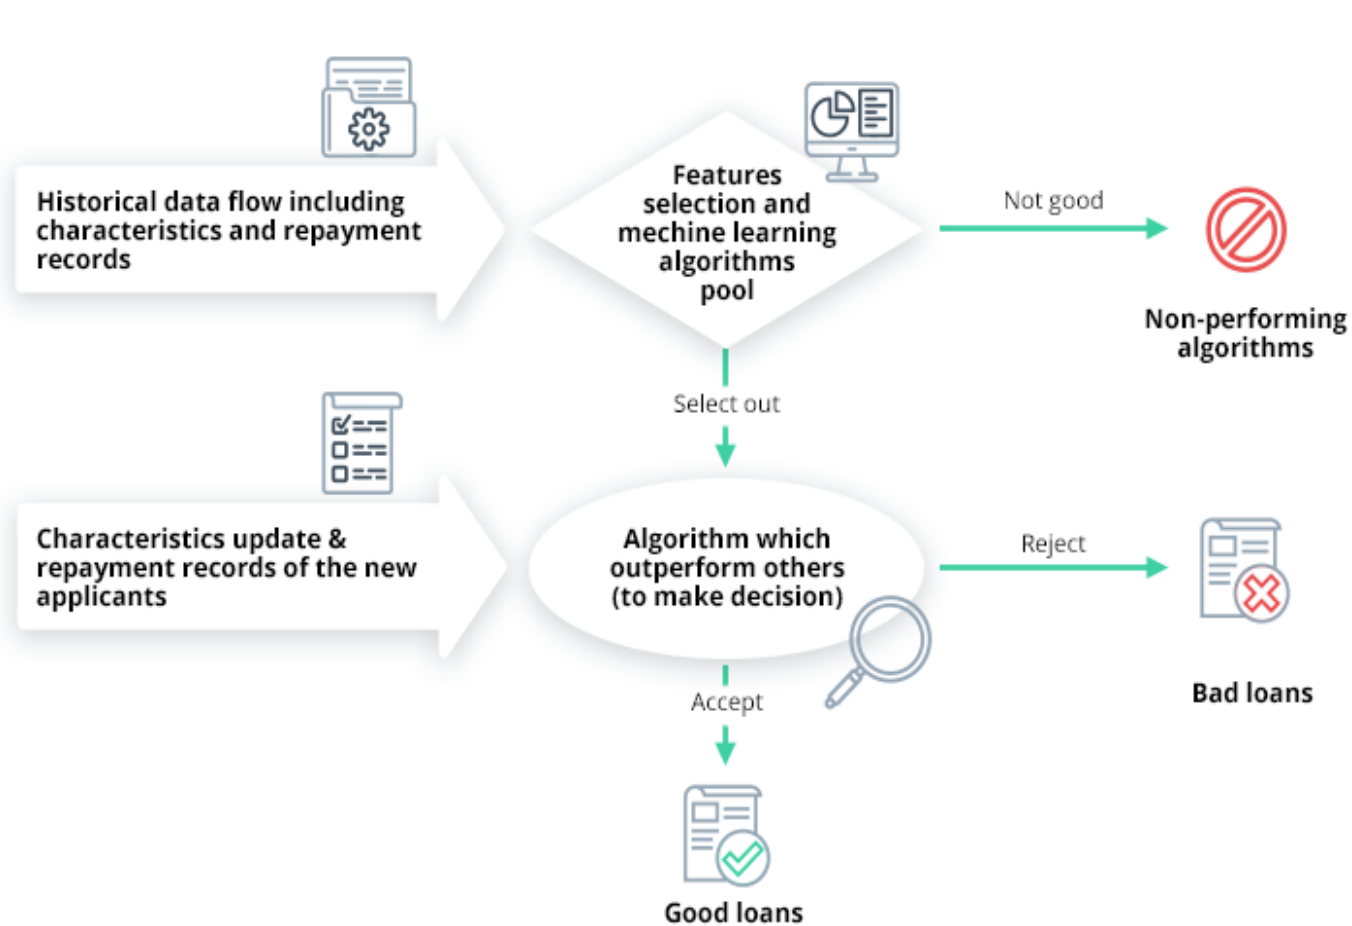 Historical data flow including
characteristics and repayment
records
Features
selection and
mechine learning
algorithms
pool
Not good
Non-performing
algorithms
Select out
Characteristics update &
repayment records of the new
applicants
Algorithm which
outperform others
(to make decision)
Reject
Bad loans
Accept
Good loans